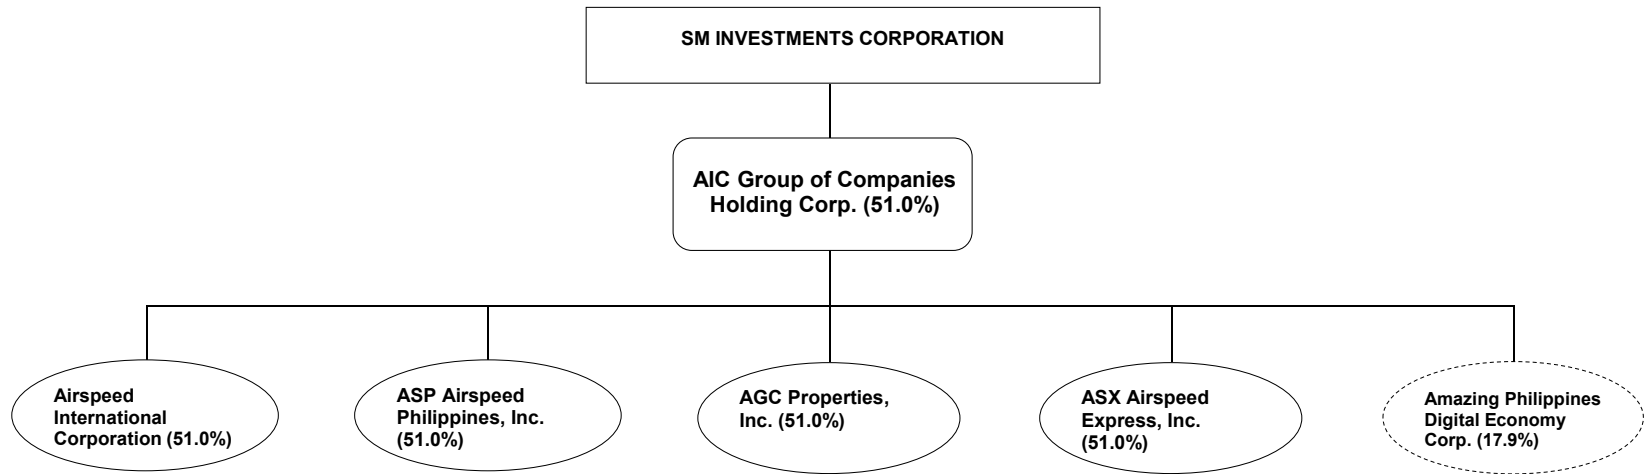 SM INVESTMENTS CORPORATION
AIC Group of Companies
Holding Corp. (51.0%)
Airspeed
International
Corporation (51.0%)
ASP Airspeed
Philippines, Inc.
(51.0%)
AGC Properties,
Inc. (51.0%)
ASX Airspeed
Express, Inc.
(51.0%)
Amazing Philippines
Digital Economy
Corp. (17.9%)